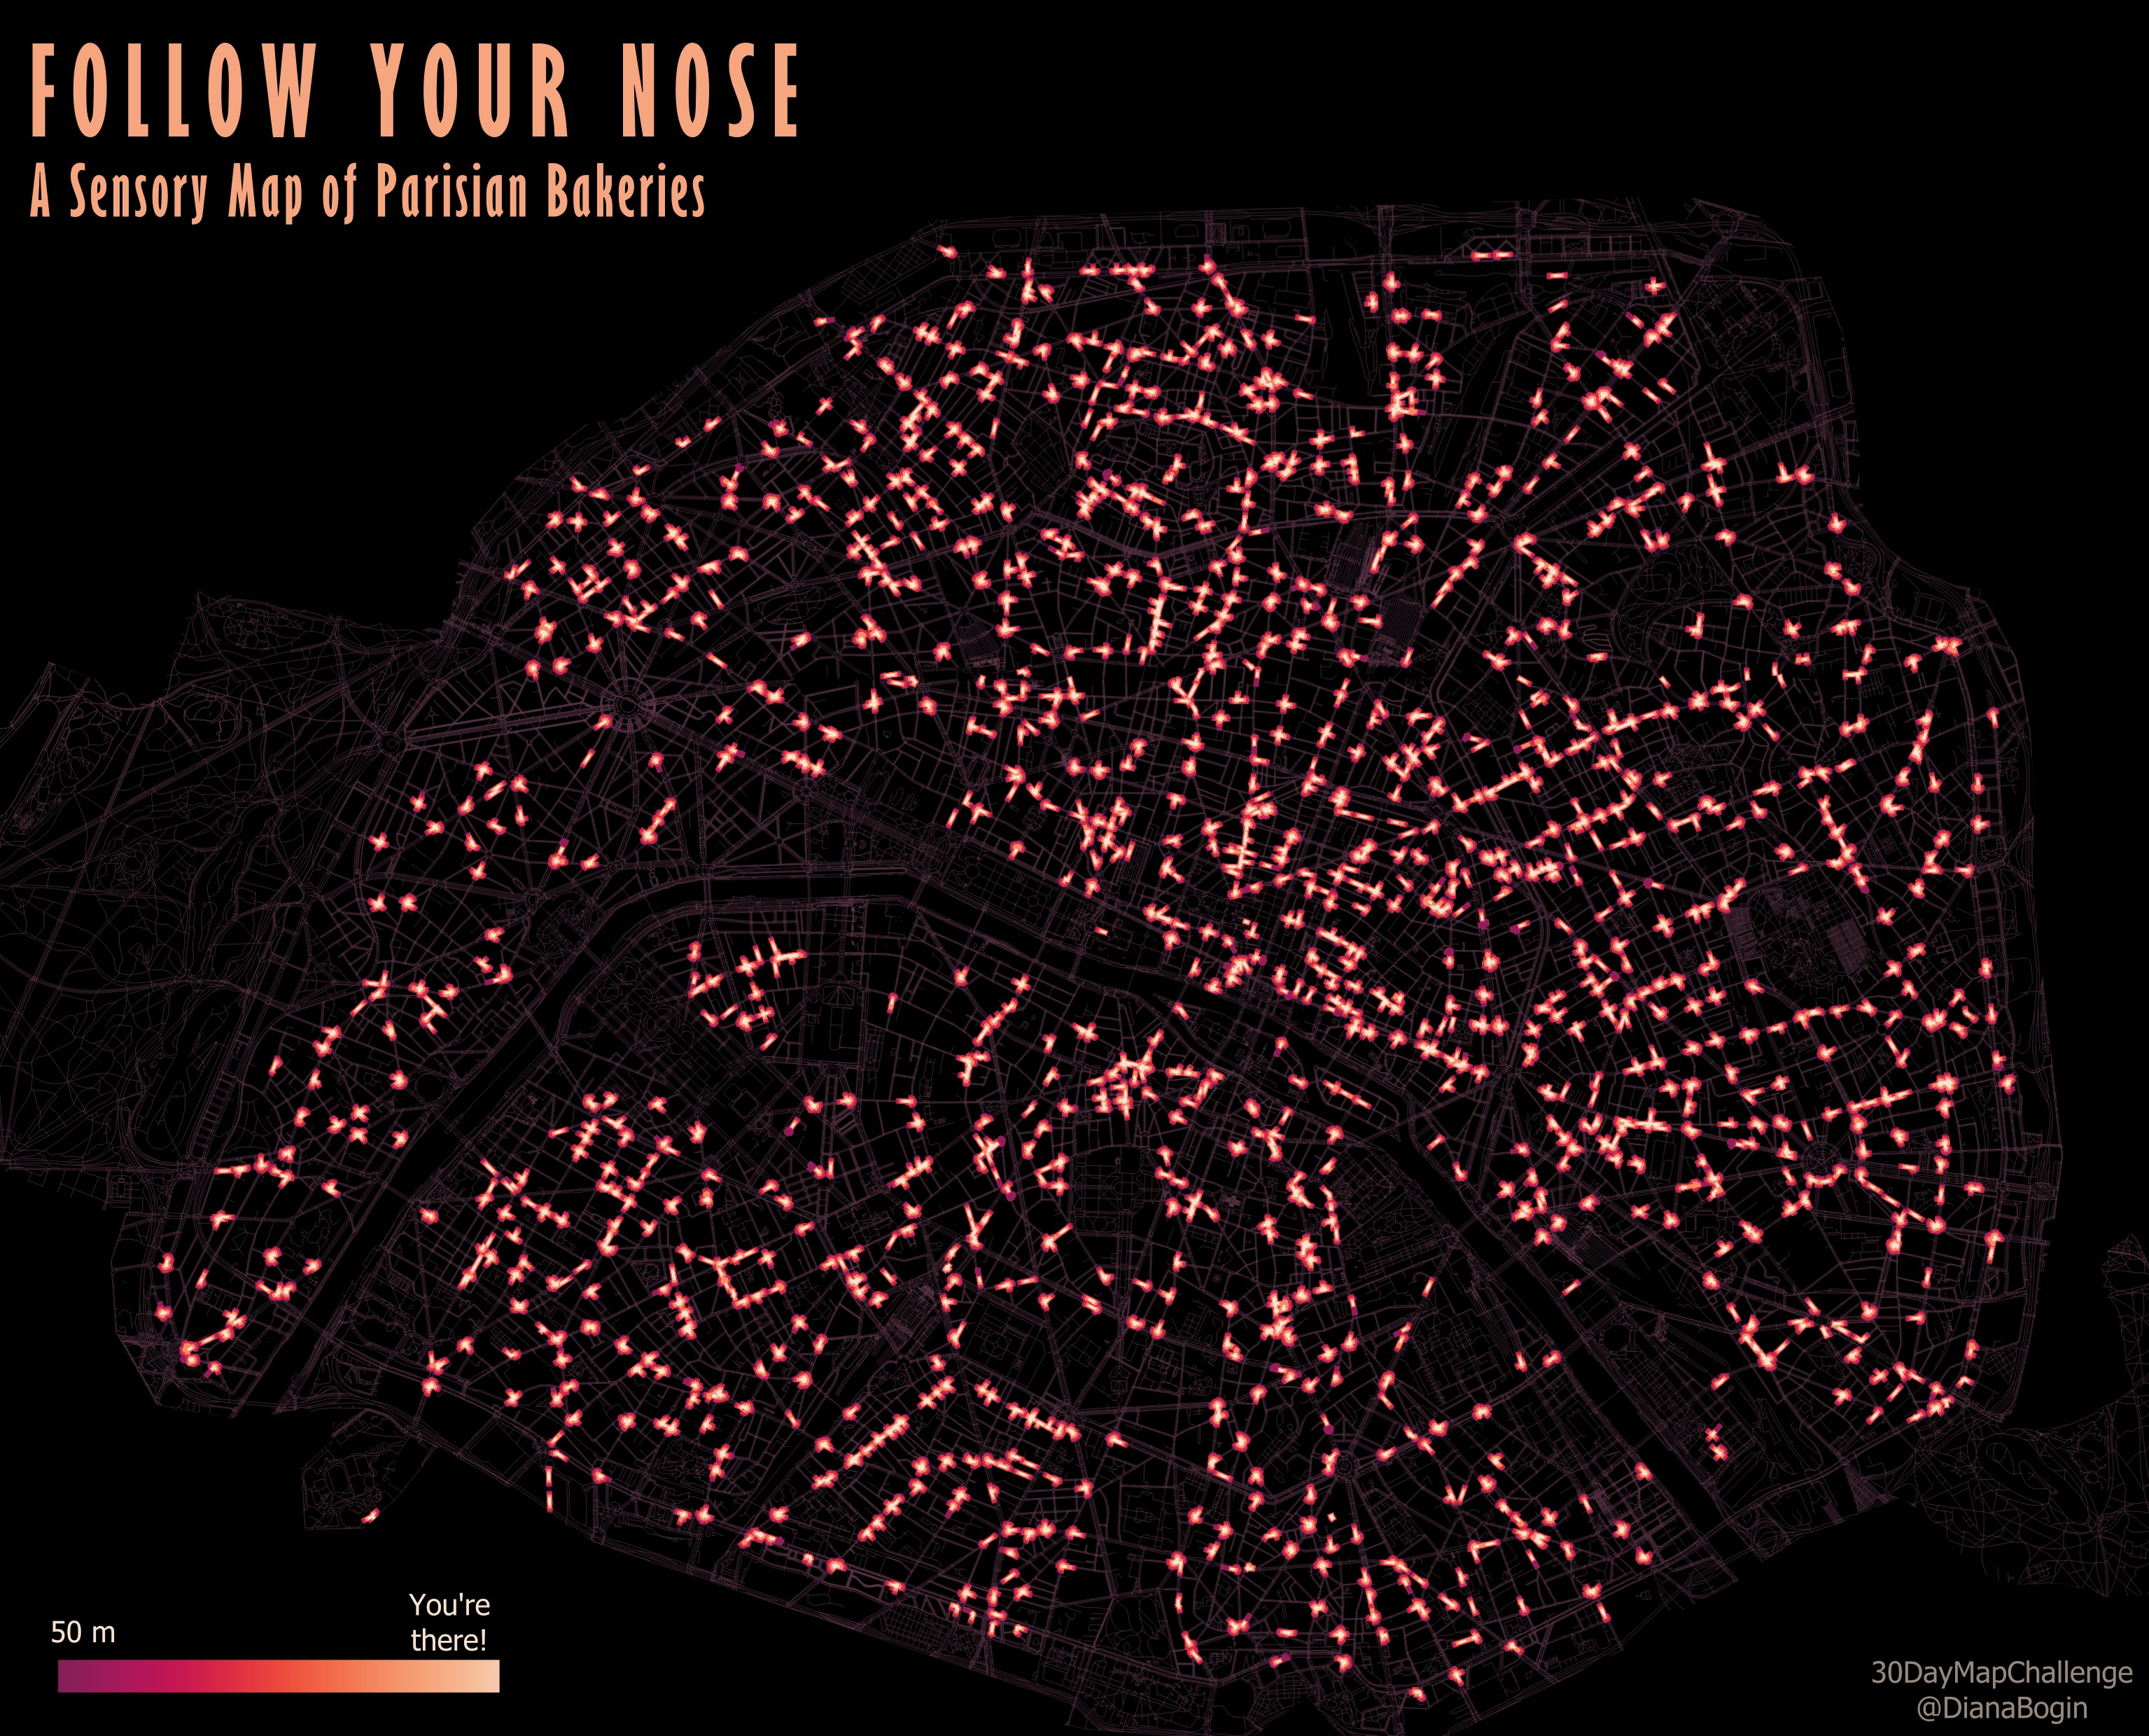 FOLLOW YOUR NOSE
A Sensory Map of Parisian Bakeries
50 m
You're
there!
30DayMapChallenge
@DianaBogin